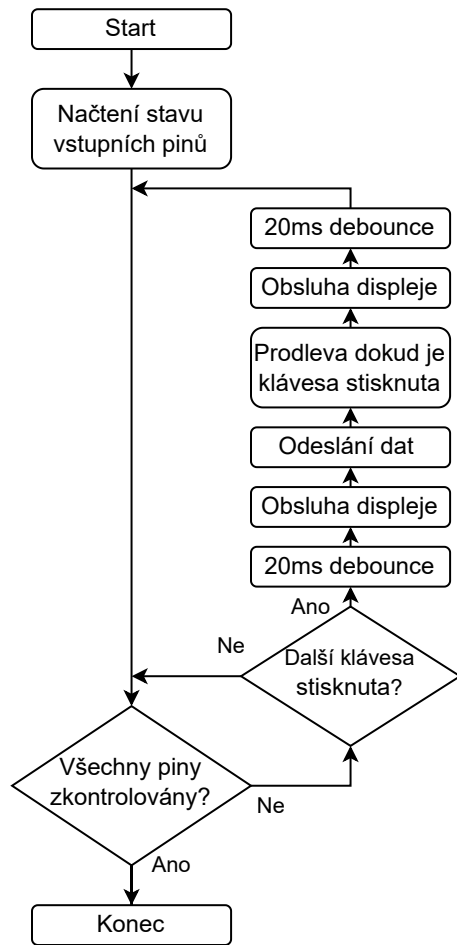 Start
Načtení stavu
vstupních pinů
20ms debounce
Obsluha displeje
Prodleva dokud je
klávesa stisknuta
Odeslání dat
Obsluha displeje
20ms debounce
Ano
Ne
Další klávesa
stisknuta?
Všechny piny
zkontrolovány?
Ne
Ano
Konec